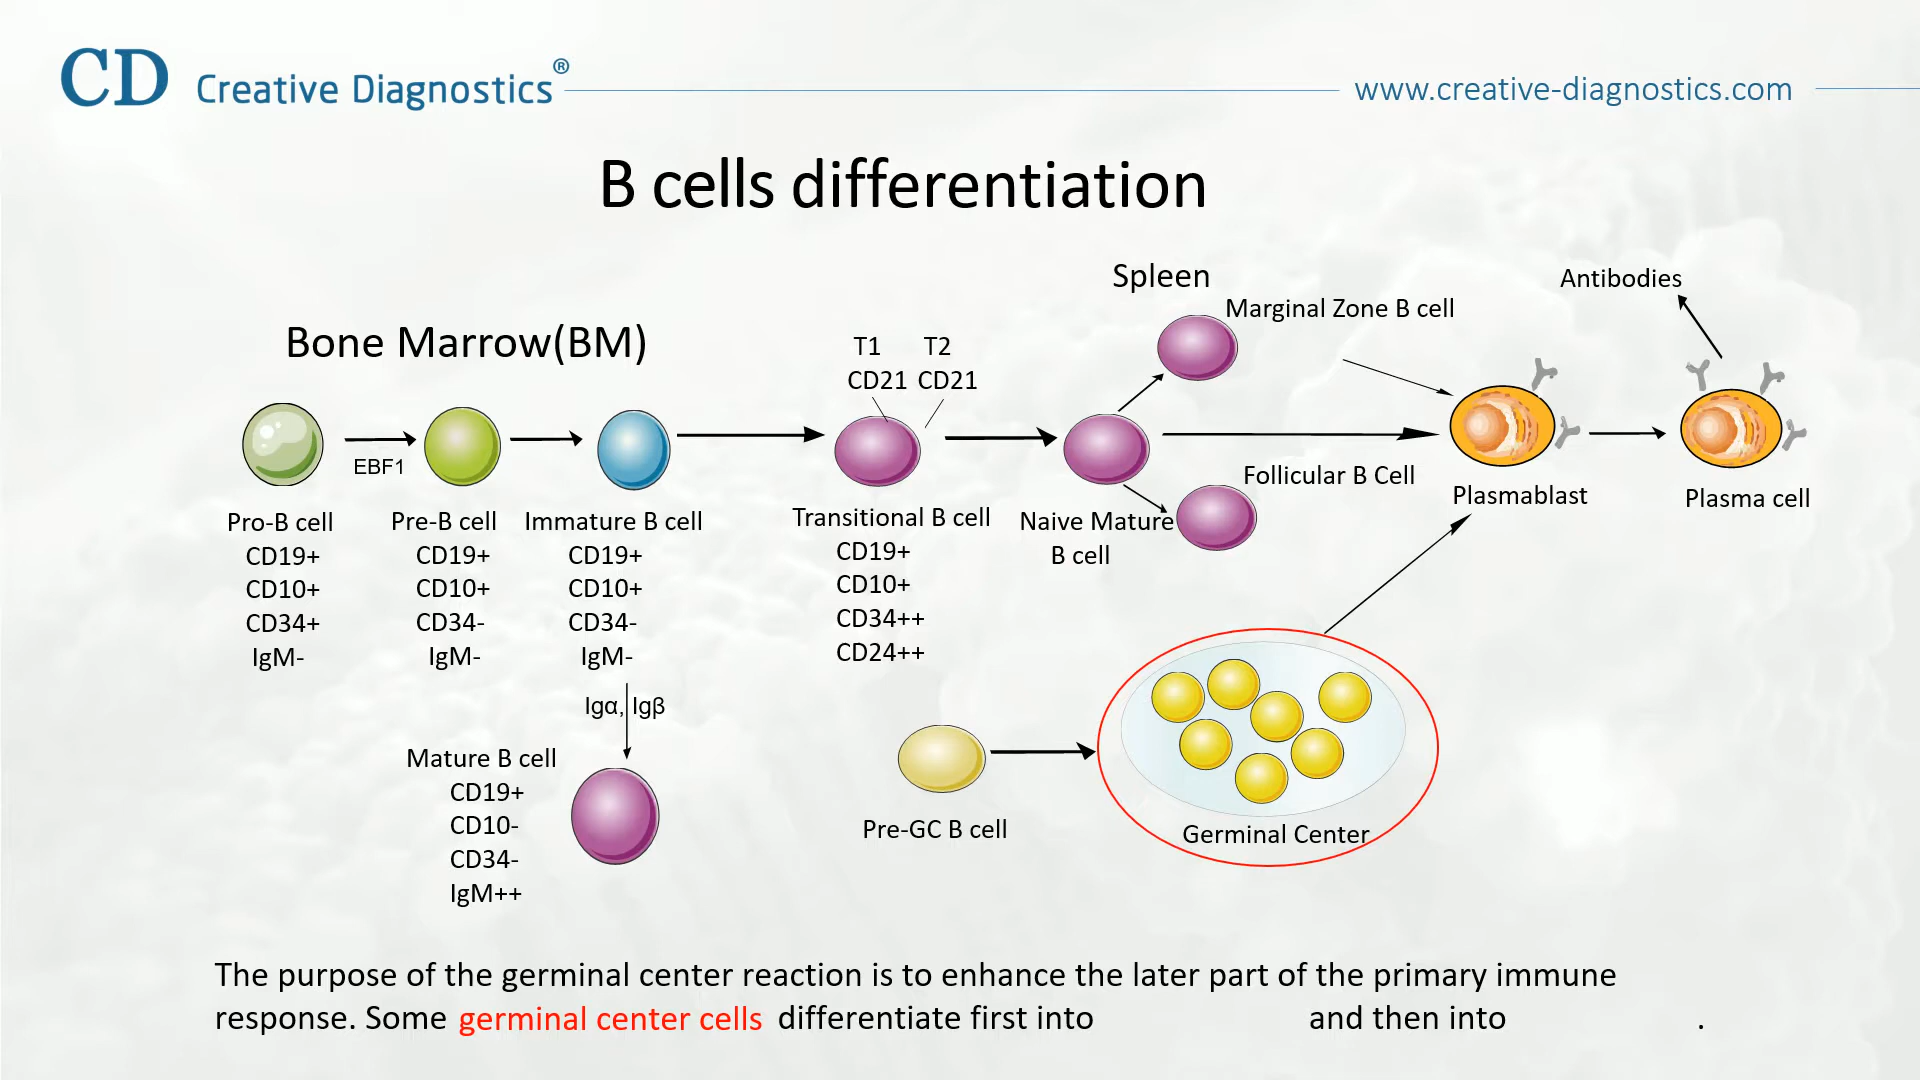 CD Creative Diagnostics®
www.creative-diagnostics.com
B cells differentiation
Bone Marrow(BM)
Spleen
Marginal Zone B cell
Antibodies
T1 T2
CD21 CD21
EBF1
Follicular B Cell
Plasmablast
Plasma cell
Pro-B cell
CD19+
CD10+
CD34+
IgM-
Pre-B cell
CD19+
CD10+
CD34-
IgM-
Immature B cell
CD19+
CD10+
CD34-
IgM-
Igα, Igβ
Mature B cell
CD19+
CD10-
CD34-
IgM++
Transitional B cell
CD19+
CD10+
CD34++
CD24++
Naive Mature
B cell
Pre-GC B cell
Germinal Center
The purpose of the germinal center reaction is to enhance the later part of the primary immune
response. Some germinal center cells differentiate first into and then into .